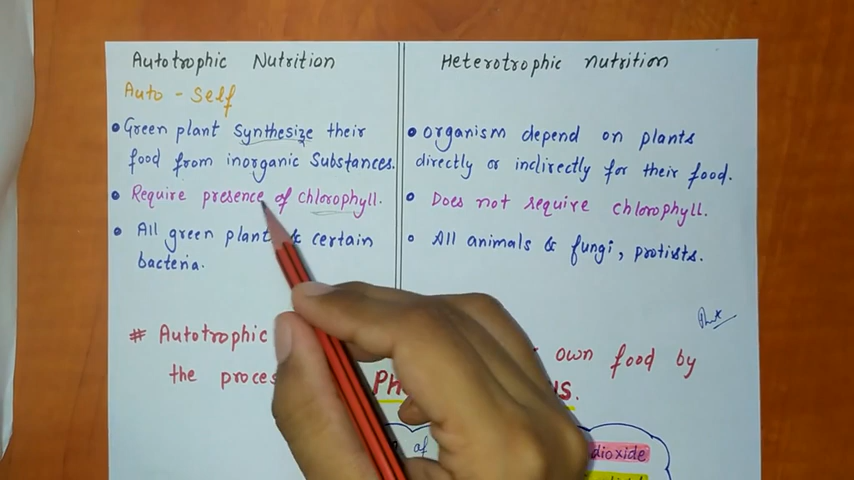 Autotrophic Nutrition
Auto - Self
• Green plant synthesize their
food from inorganic substances.
• Require presence of chlorophyll.
• All green plant & certain
bacteria.
Heterotrophic nutrition
• organism depend on plants
directly or indirectly for their food.
• Does not require chlorophyll.
• All animals & fungi, protists.
# Autotrophic own food by
the
of dioxide